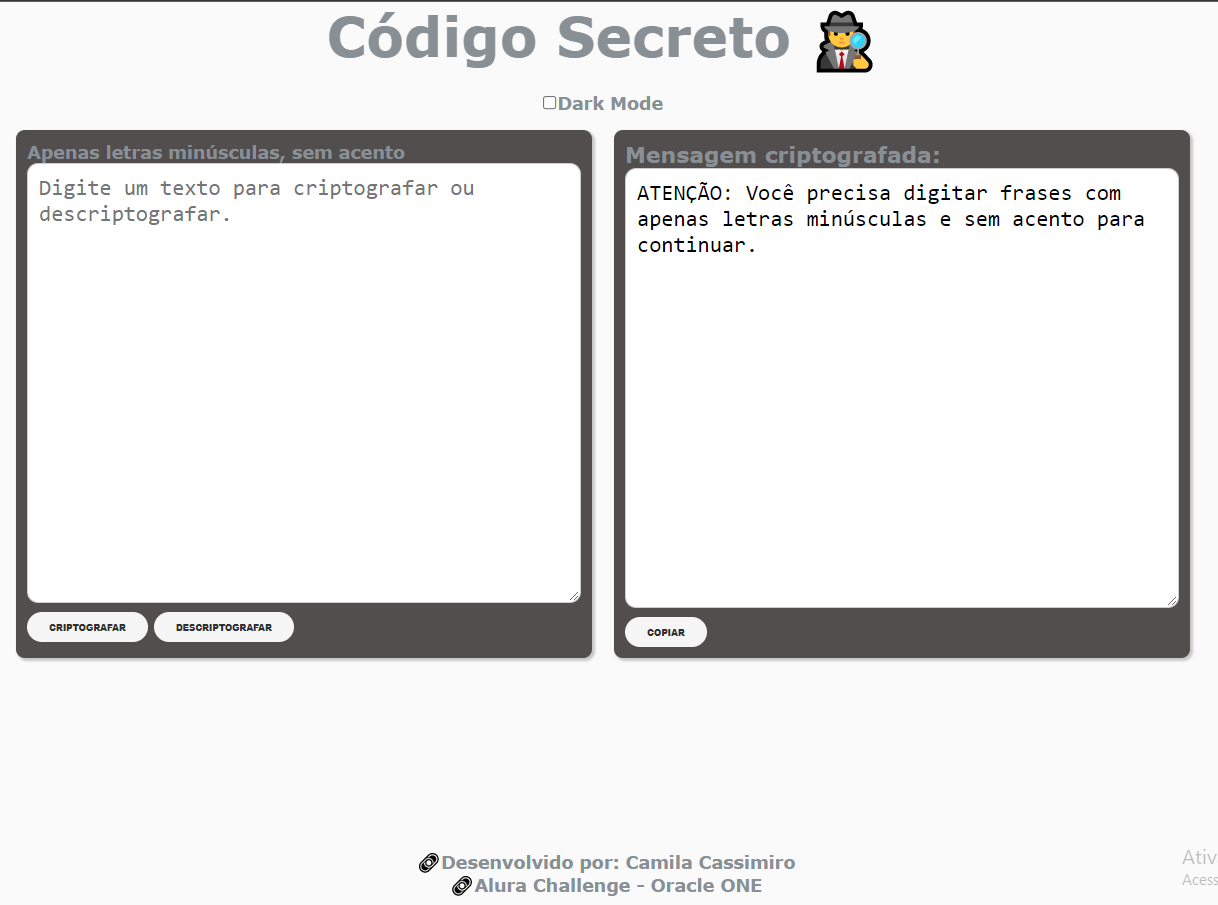 Código Secreto
Dark Mode
Apenas letras minúsculas, sem acento
Digite um texto para criptografar ou
descriptografar.
CRIPTOGRAFAR DESCRIPTOGRAFAR
Mensagem criptografada:
ATENÇÃO: Você precisa digitar frases com
apenas letras minúsculas e sem acento para
continuar.
COPIAR
Desenvolvido por: Camila Cassimiro
Alura Challenge - Oracle ONE
Ativ
Acess